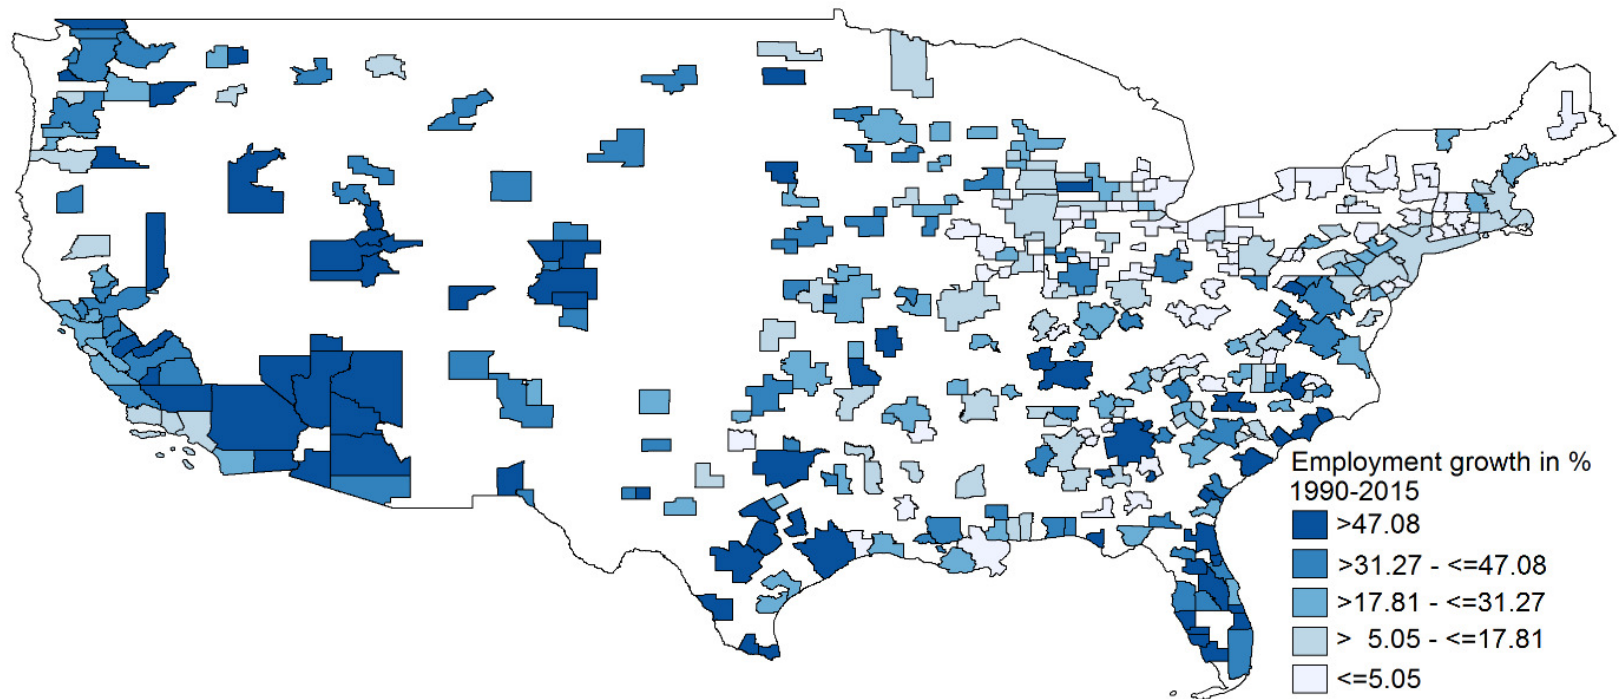 Employment growth in %
1990-2015
>47.08
>31.27 - <=47.08
>17.81 - <=31.27
> 5.05 - <=17.81
<=5.05